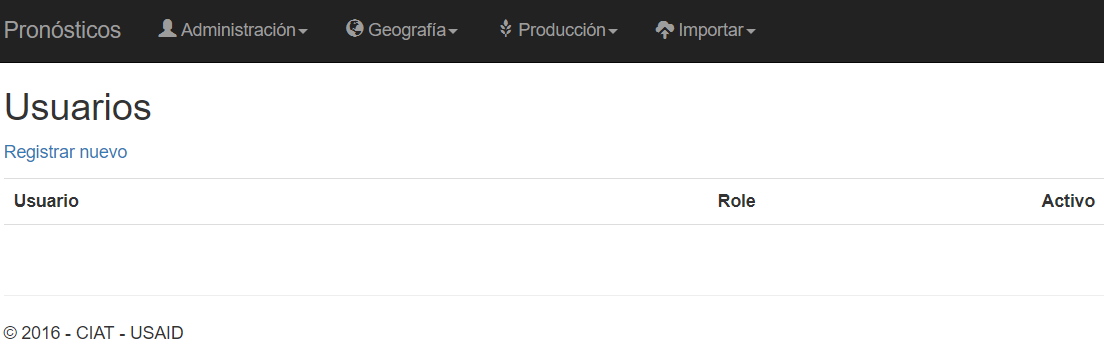 Pronósticos Administración Geografía Producción Importar
Usuarios
Registrar nuevo
Usuario Role Activo
© 2016 - CIAT - USAID